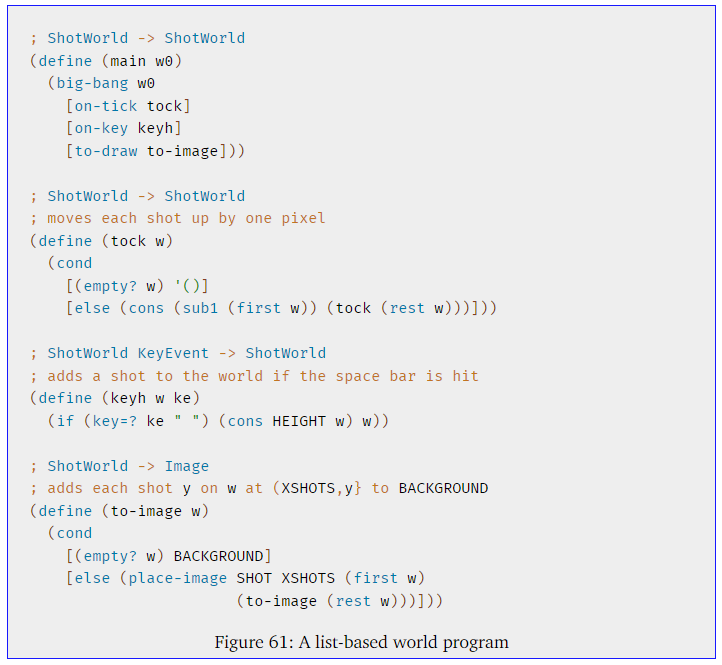 ; ShotWorld -> ShotWorld
(define (main w0)
  (big-bang w0
    [on-tick tock]
    [on-key keyh]
    [to-draw to-image]))

; ShotWorld -> ShotWorld
; moves each shot up by one pixel
(define (tock w)
  (cond
    [(empty? w) '()]
    [else (cons (sub1 (first w)) (tock (rest w)))]))

; ShotWorld KeyEvent -> ShotWorld
; adds a shot to the world if the space bar is hit
(define (keyh w ke)
  (if (key=? ke " ") (cons HEIGHT w) w))

; ShotWorld -> Image
; adds each shot y on w at (XSHOTS,y} to BACKGROUND
(define (to-image w)
  (cond
    [(empty? w) BACKGROUND]
    [else (place-image SHOT XSHOTS (first w)
                       (to-image (rest w)))]))

Figure 61: A list-based world program